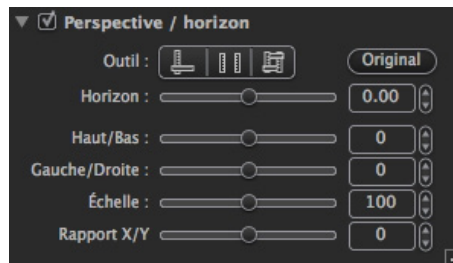 Perspective / horizon
Outil : Original
Horizon : 0.00
Haut/Bas : 0
Gauche/Droite : 0
Échelle : 100
Rapport X/Y 0